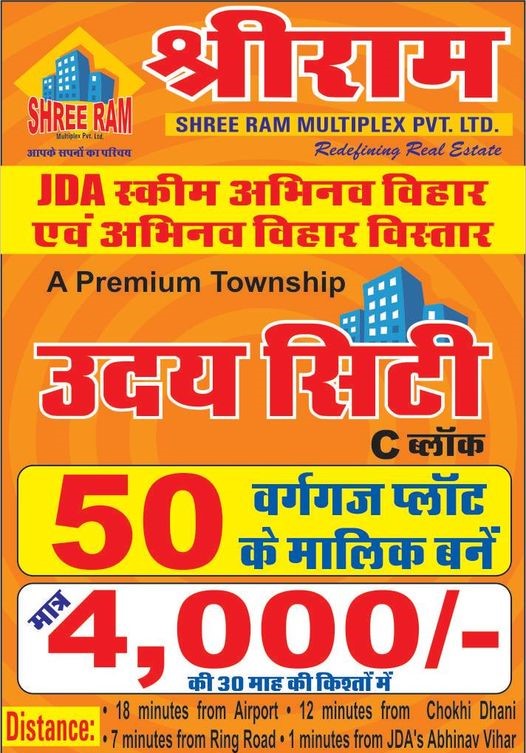 श्रीराम
SHREE RAM
Multiplex Pvt. Ltd.
आपके सपनों का परिचय
SHREE RAM MULTIPLEX PVT. LTD.
Redefining Real Estate
JDA स्कीम अभिनव विहार
एवं अभिनव विहार विस्तार
A Premium Township
उदय सिटी
C ब्लॉक
50 वर्गगज प्लॉट
के मालिक बनें
मात्र 4,000/-
की 30 माह की किश्तों में
Distance: • 18 minutes from Airport • 12 minutes from Chokhi Dhani
• 7 minutes from Ring Road • 1 minutes from JDA's Abhinav Vihar